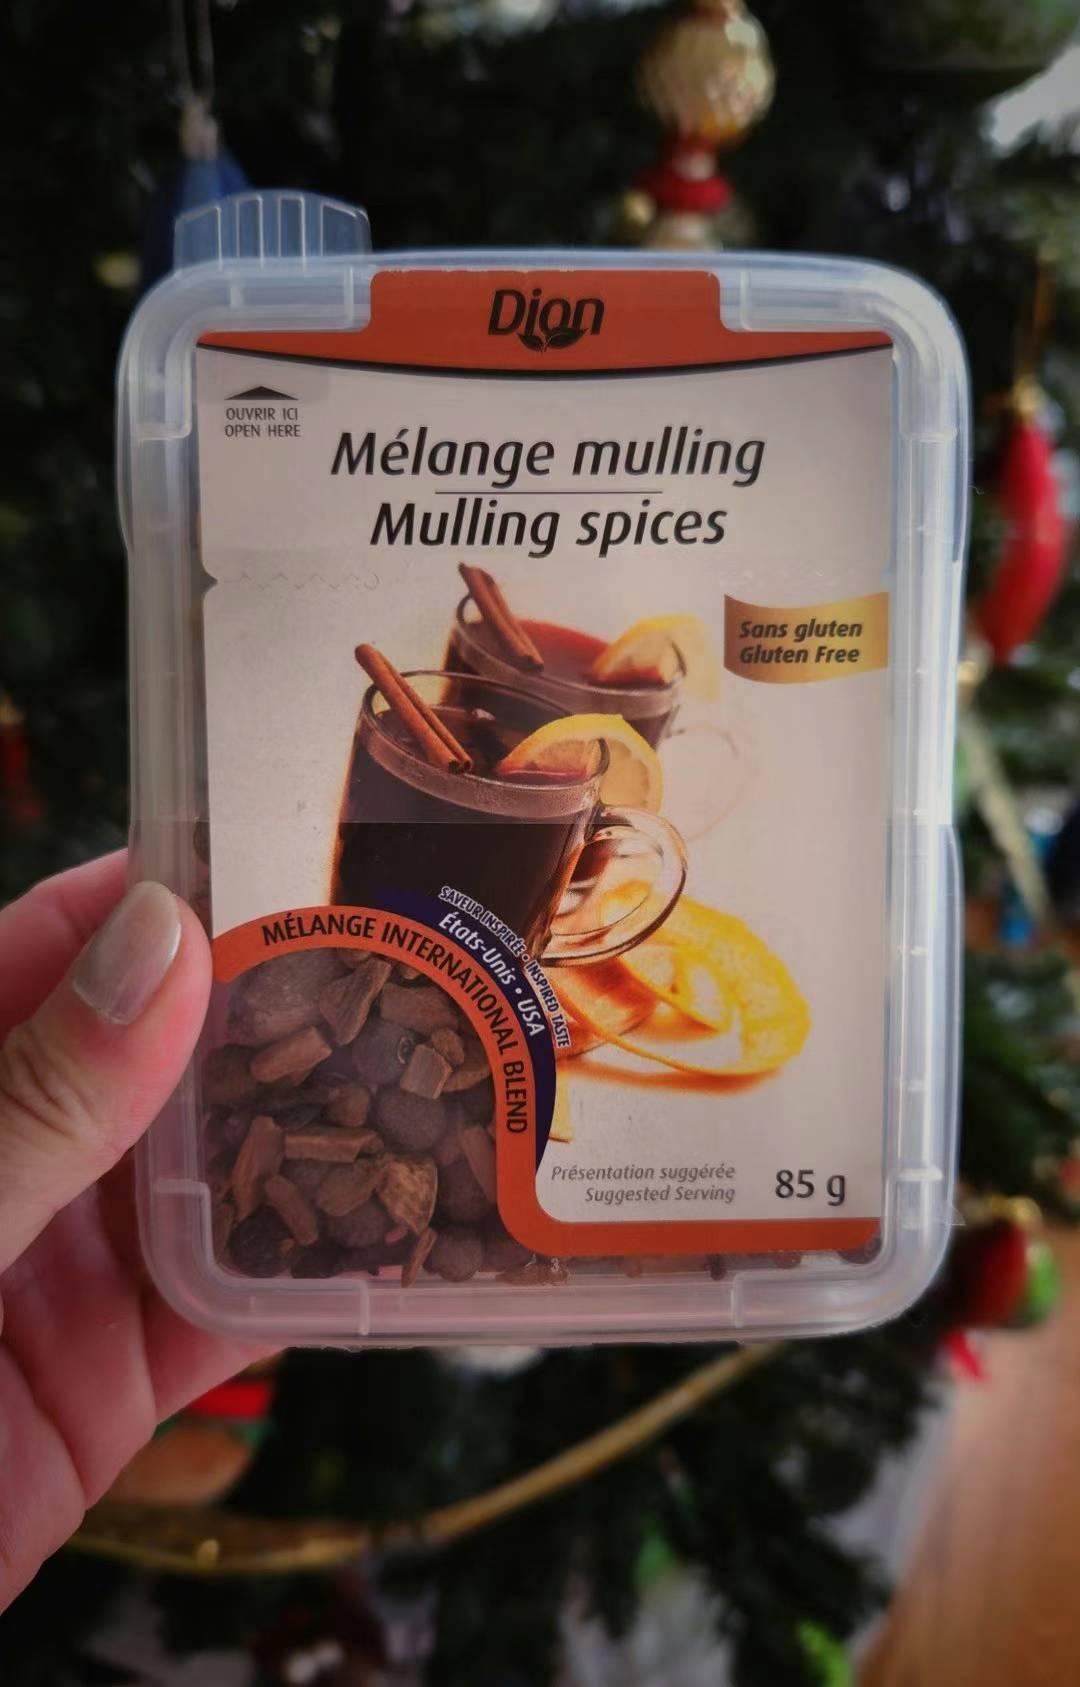 Dion
OUVRIR ICI
OPEN HERE
Mélange mulling
Mulling spices
Sans gluten
Gluten Free
SAVEUR INSPIRÉE • INSPIRED TASTE
États-Unis • USA
MÉLANGE INTERNATIONAL BLEND
Présentation suggérée
Suggested Serving
85 g
3